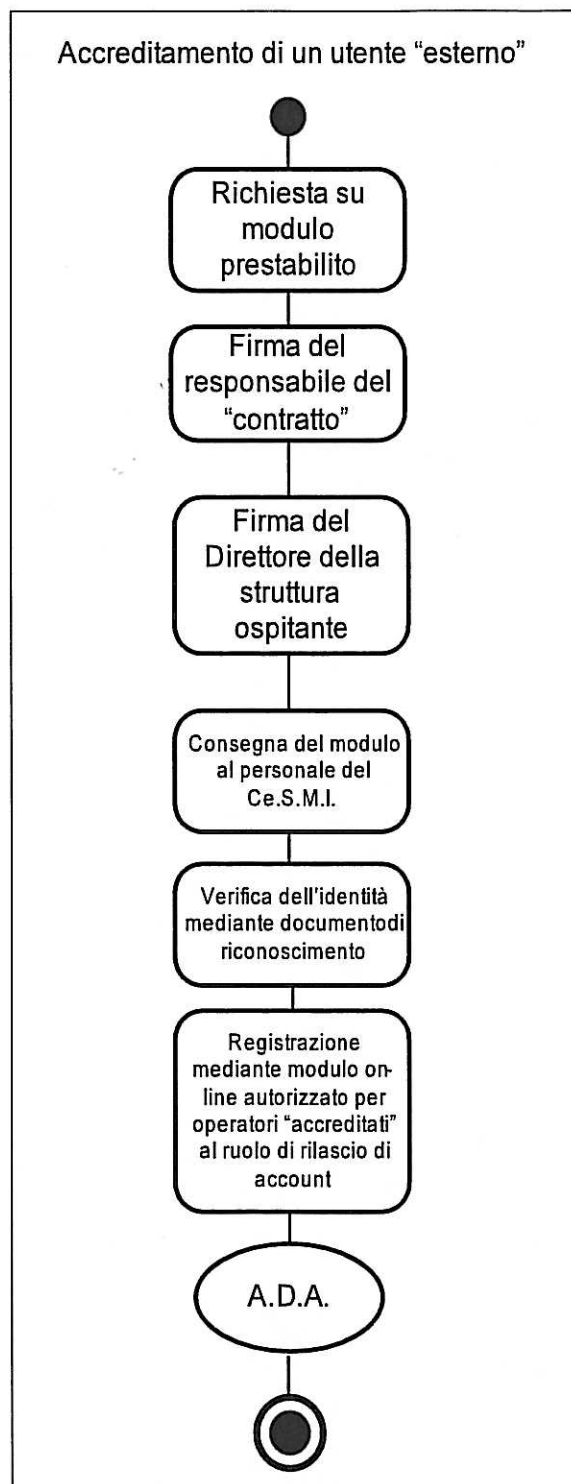 Accreditamento di un utente “esterno”
Richiesta su
modulo
prestabilito
Firma del
responsabile del
“contratto”
Firma del
Direttore della
struttura
ospitante
Consegna del modulo
al personale del
Ce.S.M.I.
Verifica dell'identità
mediante documentodi
riconoscimento
Registrazione
mediante modulo on-
line autorizzato per
operatori “accreditati”
al ruolo di rilascio di
account
A.D.A.